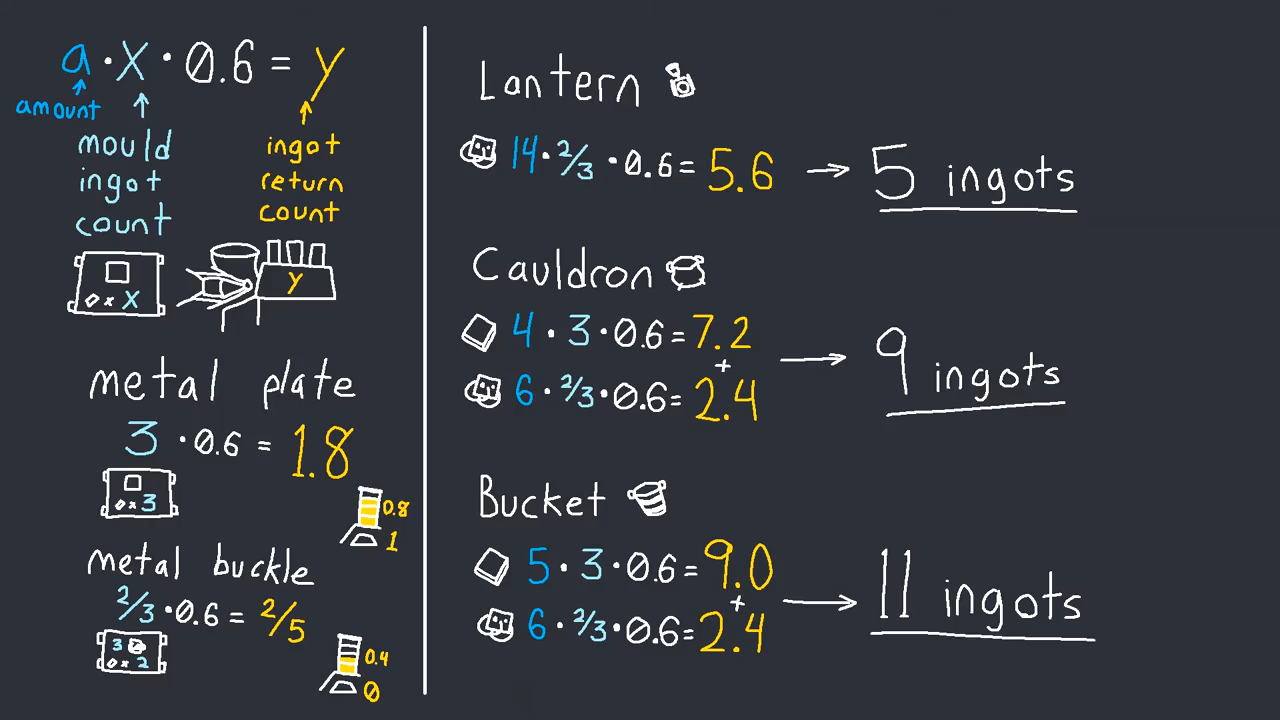 a · x · 0.6 = y
amount
mould
ingot
count
ingot
return
count
◇ x X
y
metal plate
3 · 0.6 = 1.8
◇ x 3
0.8
1
metal buckle
2/3 · 0.6 = 2/5
3
◇ x 2
0.4
0
Lantern
14 · 2/3 · 0.6 = 5.6 → 5 ingots
Cauldron
4 · 3 · 0.6 = 7.2
+
→ 9 ingots
6 · 2/3 · 0.6 = 2.4
Bucket
5 · 3 · 0.6 = 9.0
+
→ 11 ingots
6 · 2/3 · 0.6 = 2.4